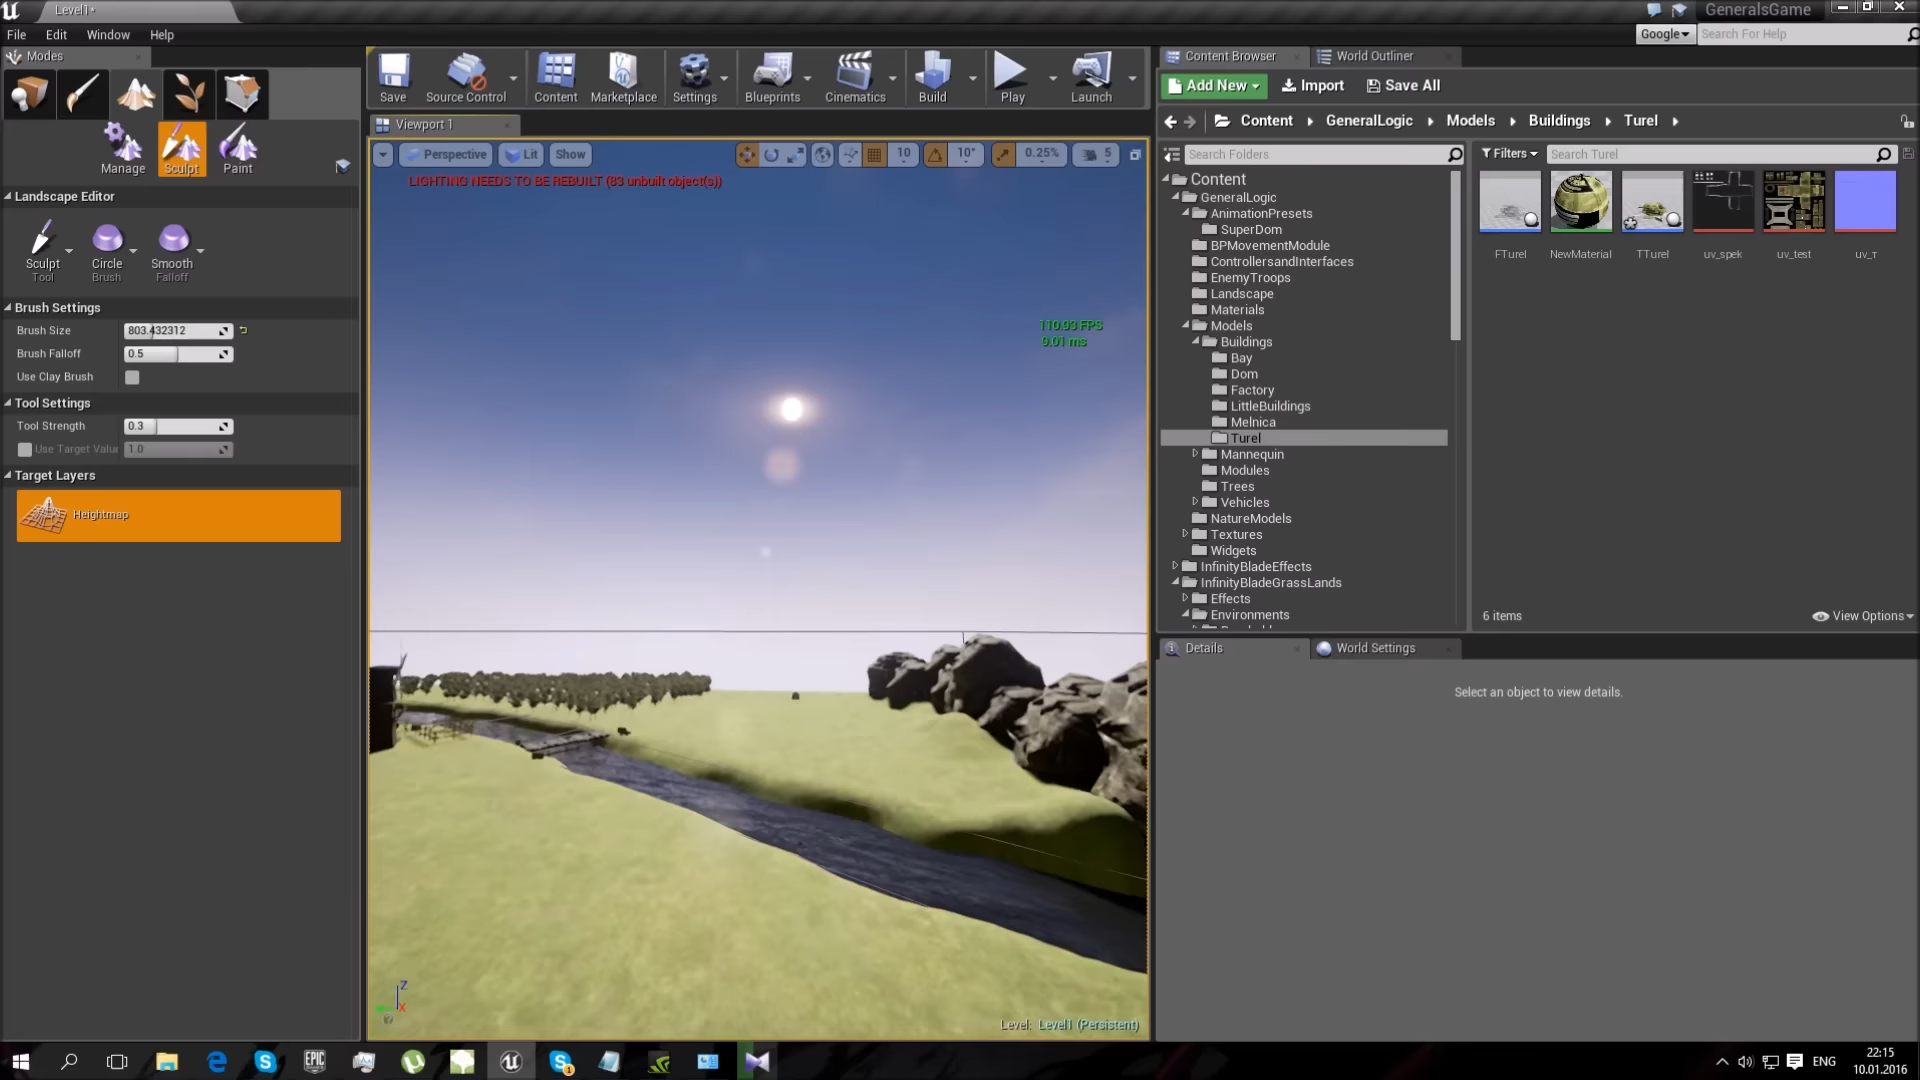 Level1*
GeneralsGame
File Edit Window Help
Google
Search For Help
Modes
Manage Sculpt Paint
Landscape Editor
Sculpt Circle Smooth
Tool Brush Falloff
Brush Settings
Brush Size 803.432312
Brush Falloff 0.5
Use Clay Brush
Tool Settings
Tool Strength 0.3
Use Target Valu 1.0
Target Layers
Heightmap
Save Source Control Content Marketplace Settings Blueprints Cinematics Build Play Launch
Viewport 1
Perspective Lit Show 10 10° 0.25% 5
LIGHTING NEEDS TO BE REBUILT (83 unbuilt object(s))
110.93 FPS
9.01 ms
Z
X
Level: Level1 (Persistent)
Content Browser World Outliner
Add New Import Save All
Content GeneralLogic Models Buildings Turel
Search Folders
Filters Search Turel
Content
GeneralLogic
AnimationPresets
SuperDom
BPMovementModule
ControllersandInterfaces
EnemyTroops
Landscape
Materials
Models
Buildings
Bay
Dom
Factory
LittleBuildings
Melnica
Turel
Mannequin
Modules
Trees
Vehicles
NatureModels
Textures
Widgets
InfinityBladeEffects
InfinityBladeGrassLands
Effects
Environments
FTurel NewMaterial TTurel uv_spek uv_test uv_т
6 items
View Options
Details World Settings
Select an object to view details.
EPIC
ENG
22:15
10.01.2016